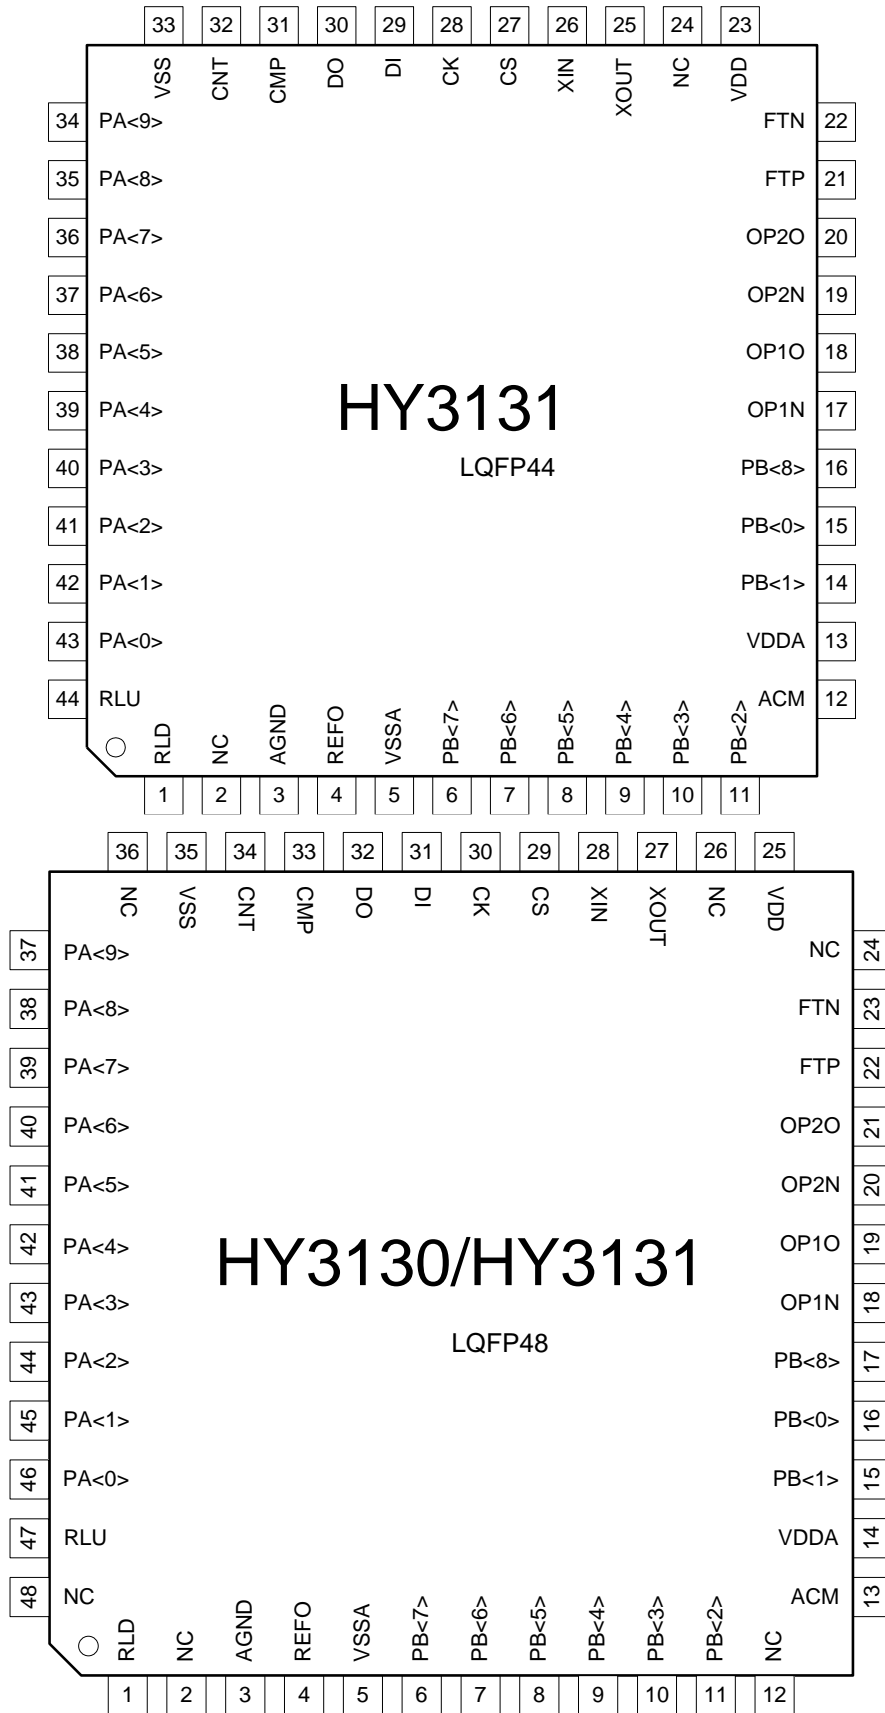 33 32 31 30 29 28 27 26 25 24 23
VSS CNT CMP DO DI CK CS XIN XOUT NC VDD
34 PA<9> FTN 22
35 PA<8> FTP 21
36 PA<7> OP2O 20
37 PA<6> OP2N 19
38 PA<5> OP1O 18
39 PA<4> OP1N 17
HY3131
40 PA<3> PB<8> 16
LQFP44
41 PA<2> PB<0> 15
42 PA<1> PB<1> 14
43 PA<0> VDDA 13
44 RLU ACM 12
RLD NC AGND REFO VSSA PB<7> PB<6> PB<5> PB<4> PB<3> PB<2>
1 2 3 4 5 6 7 8 9 10 11
36 35 34 33 32 31 30 29 28 27 26 25
NC VSS CNT CMP DO DI CK CS XIN XOUT NC VDD
37 PA<9> NC 24
38 PA<8> FTN 23
39 PA<7> FTP 22
40 PA<6> OP2O 21
41 PA<5> OP2N 20
42 PA<4> OP1O 19
HY3130/HY3131
43 PA<3> OP1N 18
LQFP48
44 PA<2> PB<8> 17
45 PA<1> PB<0> 16
46 PA<0> PB<1> 15
47 RLU VDDA 14
48 NC ACM 13
RLD NC AGND REFO VSSA PB<7> PB<6> PB<5> PB<4> PB<3> PB<2> NC
1 2 3 4 5 6 7 8 9 10 11 12